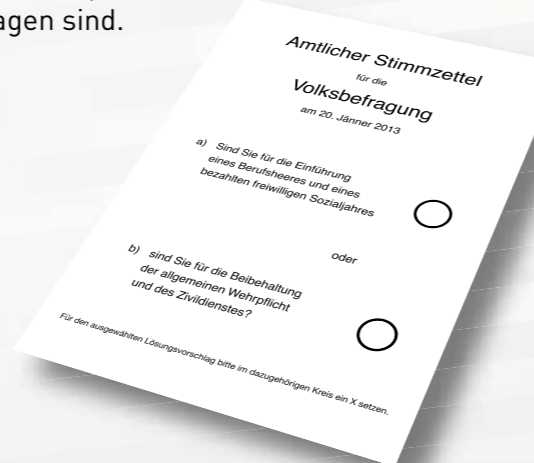 agen sind.
Amtlicher Stimmzettel
für die
Volksbefragung
am 20. Jänner 2013
a) Sind Sie für die Einführung
eines Berufsheeres und eines
bezahlten freiwilligen Sozialjahres
oder
b) sind Sie für die Beibehaltung
der allgemeinen Wehrpflicht
und des Zivildienstes?
Für den ausgewählten Lösungsvorschlag bitte im dazugehörigen Kreis ein X setzen.